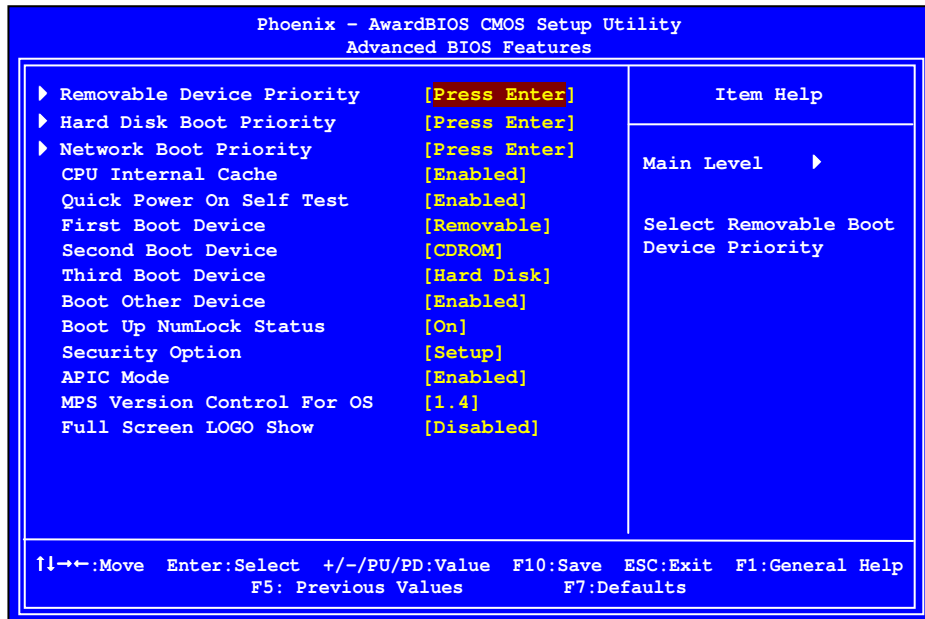 Phoenix – AwardBIOS CMOS Setup Utility
Advanced BIOS Features
Removable Device Priority [Press Enter]
Hard Disk Boot Priority [Press Enter]
Network Boot Priority [Press Enter]
CPU Internal Cache [Enabled]
Quick Power On Self Test [Enabled]
First Boot Device [Removable]
Second Boot Device [CDROM]
Third Boot Device [Hard Disk]
Boot Other Device [Enabled]
Boot Up NumLock Status [On]
Security Option [Setup]
APIC Mode [Enabled]
MPS Version Control For OS [1.4]
Full Screen LOGO Show [Disabled]
Item Help
Main Level
Select Removable Boot
Device Priority
↑↓→←:Move Enter:Select +/-/PU/PD:Value F10:Save ESC:Exit F1:General Help
F5: Previous Values F7:Defaults